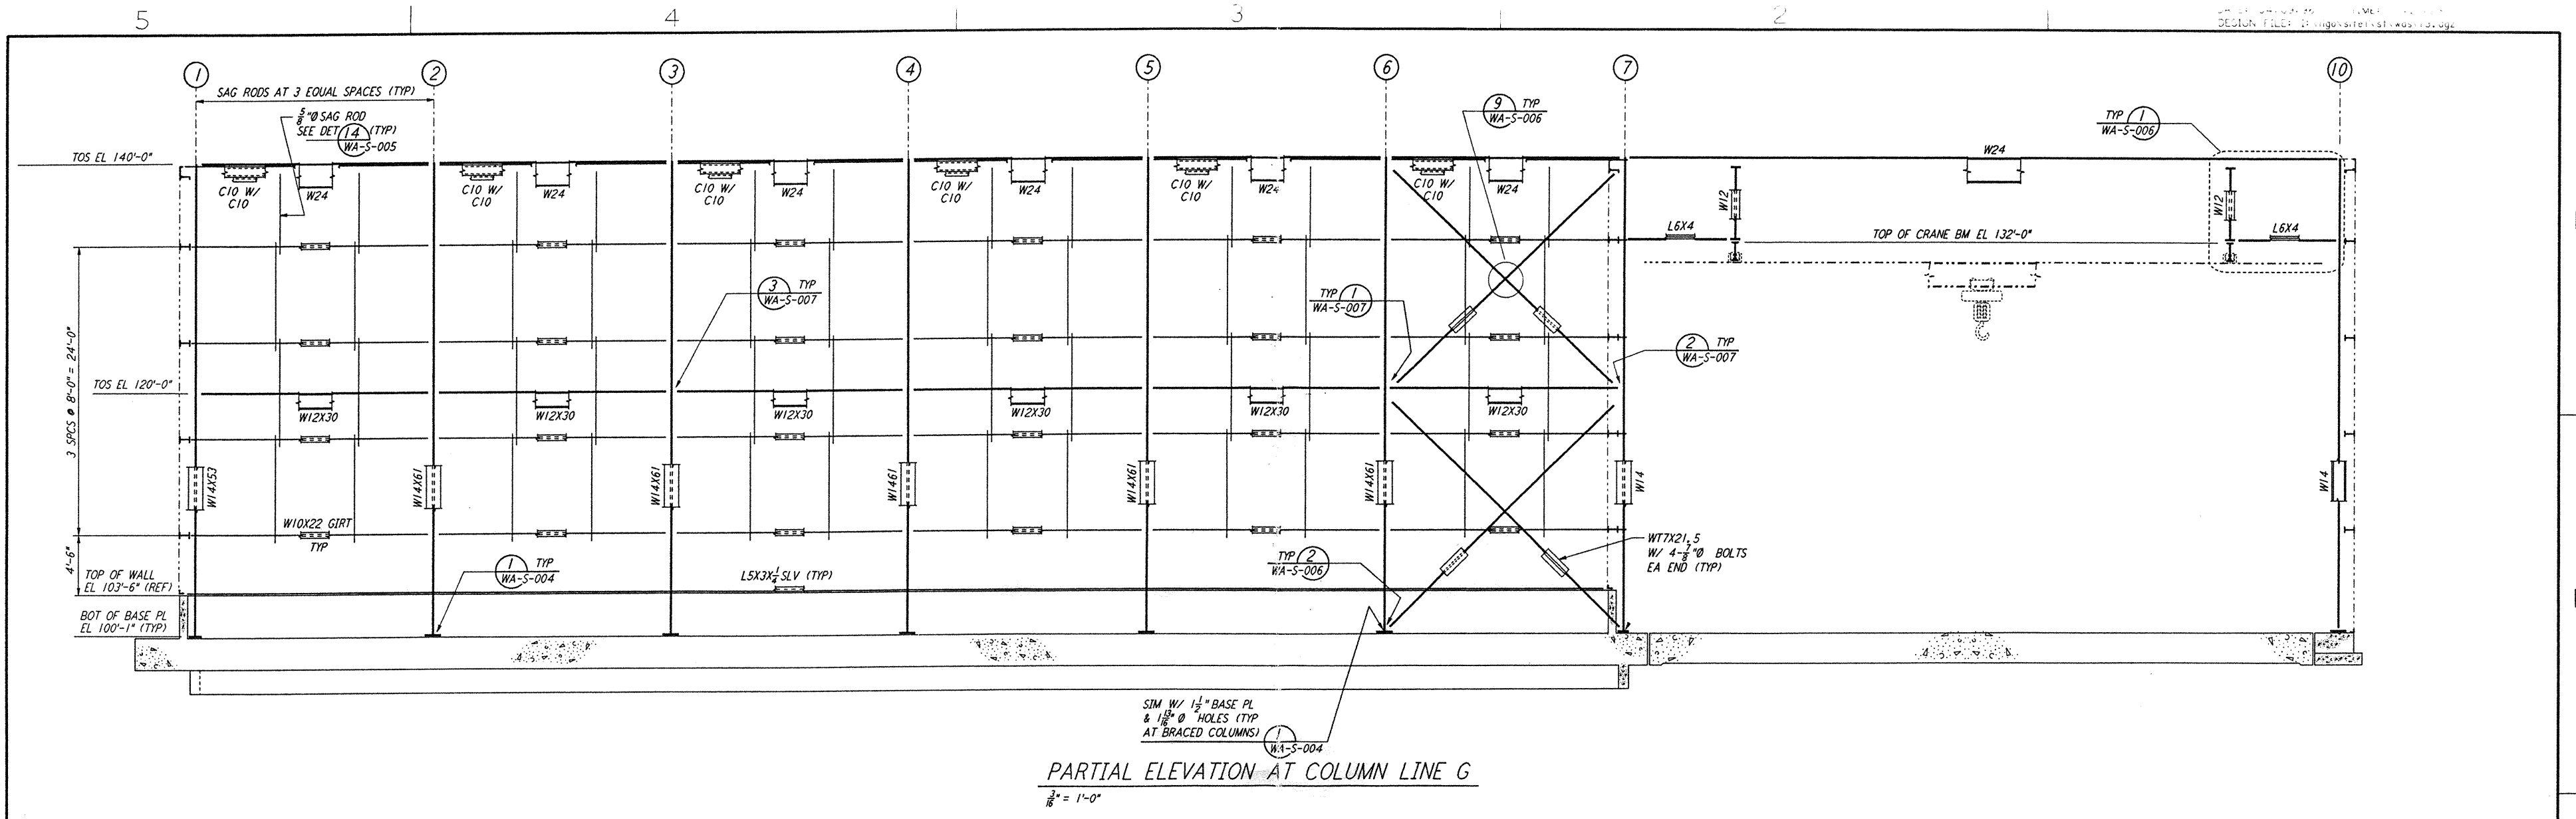 5 4 3 2
DESIGN FILE:
1 2 3 4 5 6 7 10
SAG RODS AT 3 EQUAL SPACES (TYP)
5/8"Ø SAG ROD
SEE DET 14 (TYP)
WA-S-005
9 TYP
WA-S-006
TYP 1
WA-S-006
TOS EL 140'-0"
C10 W/
C10
W24
C10 W/
C10
W24
C10 W/
C10
W24
C10 W/
C10
W24
C10 W/
C10
W24
C10 W/
C10
W24
W24
W12
W12
L6X4
TOP OF CRANE BM EL 132'-0"
L6X4
3 TYP
WA-S-007
TYP 1
WA-S-007
2 TYP
WA-S-007
3 SPCS @ 8'-0" = 24'-0"
TOS EL 120'-0"
W12X30
W12X30
W12X30
W12X30
W12X30
W12X30
W14X53
W14X61
W14X61
W1461
W14X61
W14X61
W14
W14
W10X22 GIRT
TYP
4'-6"
TOP OF WALL
EL 103'-6" (REF)
1 TYP
WA-S-004
L5X3X1/4 SLV (TYP)
TYP 2
WA-S-006
WT7X21.5
W/ 4-7/8"Ø BOLTS
EA END (TYP)
BOT OF BASE PL
EL 100'-1" (TYP)
SIM W/ 1 1/2" BASE PL
& 1 13/16" Ø HOLES (TYP
AT BRACED COLUMNS)
1
WA-S-004
PARTIAL ELEVATION AT COLUMN LINE G
3/16" = 1'-0"